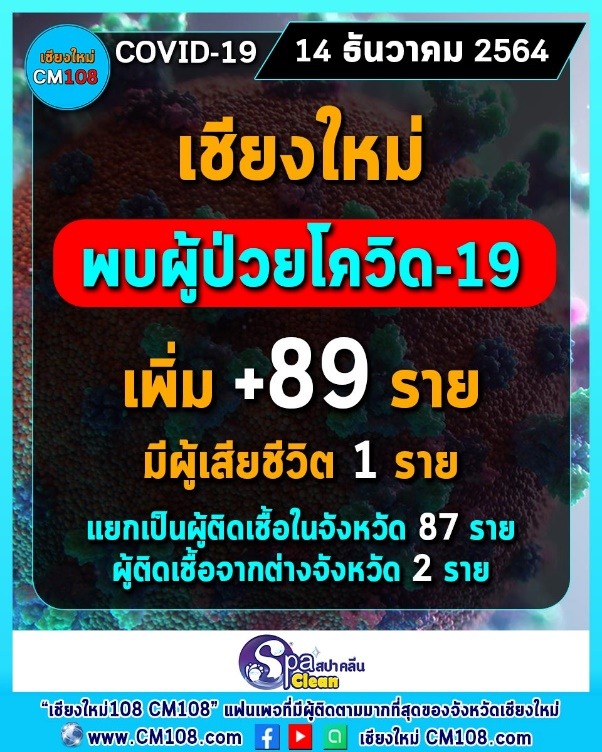 เชียงใหม่
CM108
COVID-19
14 ธันวาคม 2564
เชียงใหม่
พบผู้ป่วยโควิด-19
เพิ่ม +89 ราย
มีผู้เสียชีวิต 1 ราย
แยกเป็นผู้ติดเชื้อในจังหวัด 87 ราย
ผู้ติดเชื้อจากต่างจังหวัด 2 ราย
Spa สปา คลีน
Clean
“เชียงใหม่108 CM108” แฟนเพจที่มีผู้ติดตามมากที่สุดของจังหวัดเชียงใหม่
www.CM108.com เชียงใหม่ CM108.com